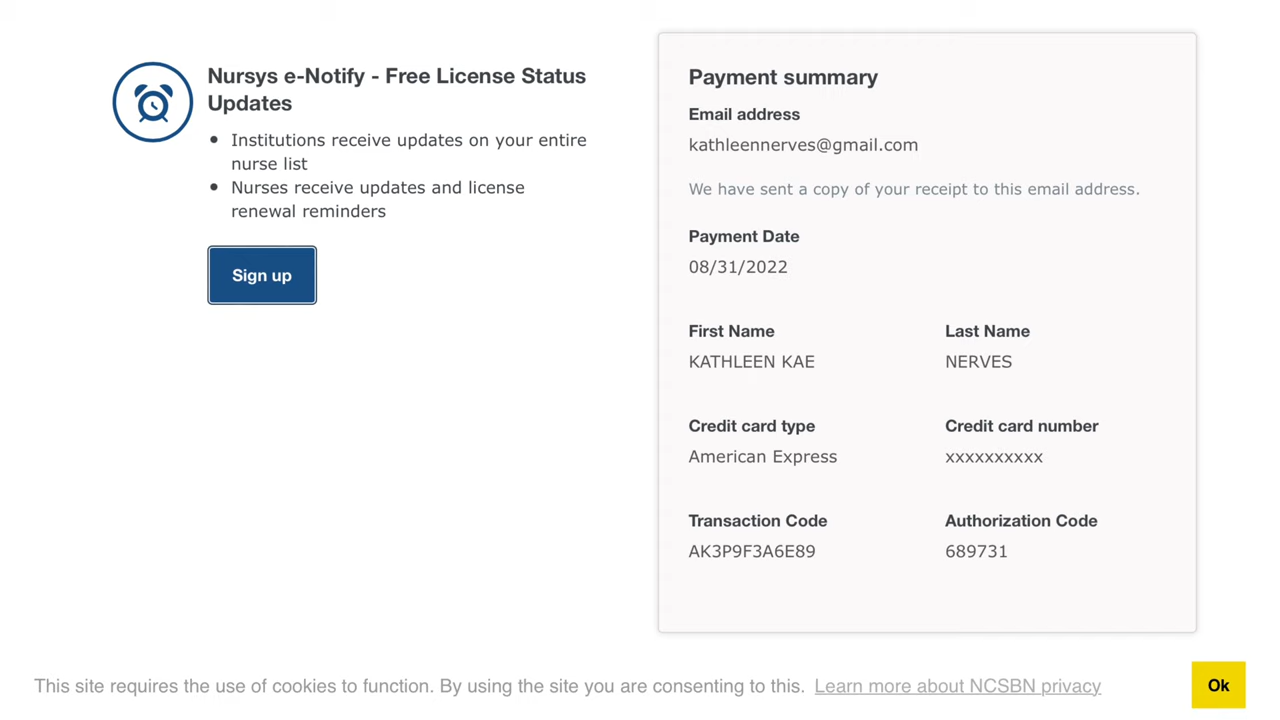 Nursys e-Notify - Free License Status
Updates
Institutions receive updates on your entire
nurse list
Nurses receive updates and license
renewal reminders
Sign up
Payment summary
Email address
kathleennerves@gmail.com
We have sent a copy of your receipt to this email address.
Payment Date
08/31/2022
First Name Last Name
KATHLEEN KAE NERVES
Credit card type Credit card number
American Express xxxxxxxxxx
Transaction Code Authorization Code
AK3P9F3A6E89 689731
This site requires the use of cookies to function. By using the site you are consenting to this. Learn more about NCSBN privacy Ok